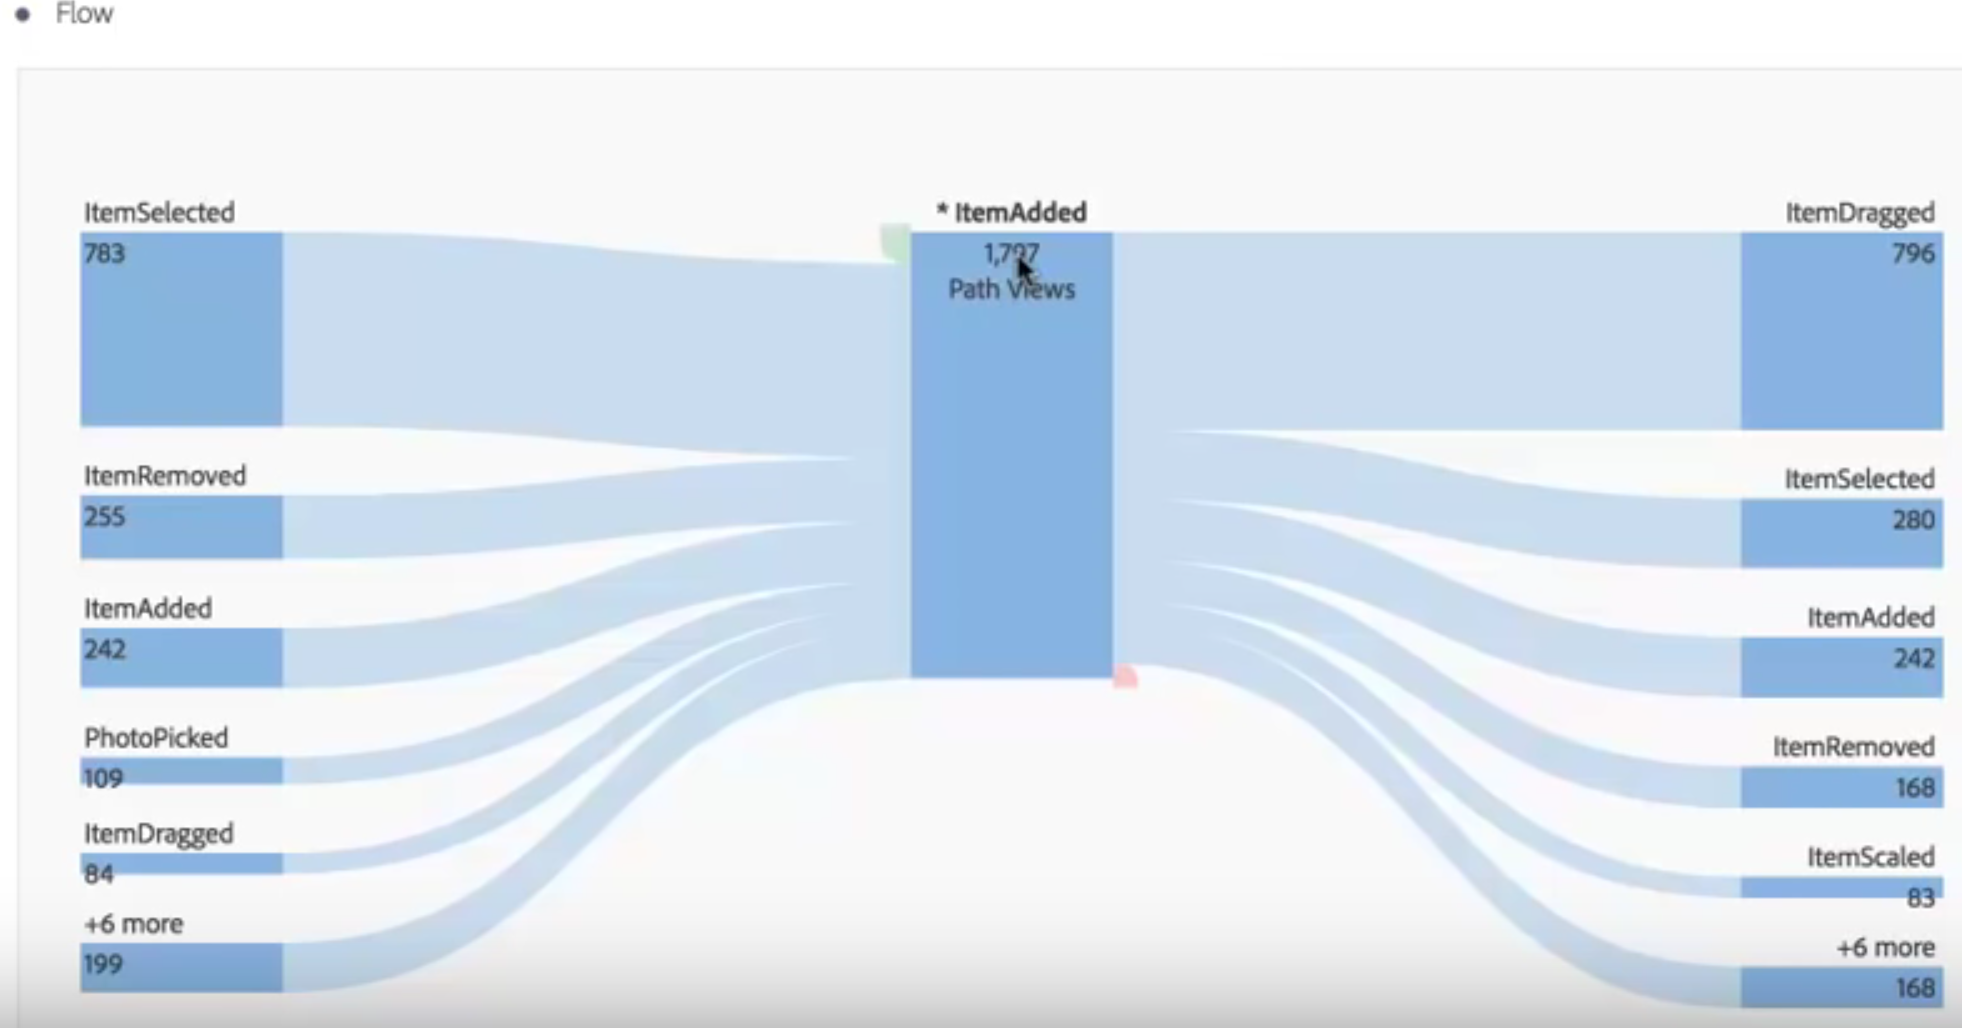 Flow
ItemSelected
783
ItemRemoved
255
ItemAdded
242
PhotoPicked
109
ItemDragged
84
+6 more
199
* ItemAdded
1,797
Path Views
ItemDragged
796
ItemSelected
280
ItemAdded
242
ItemRemoved
168
ItemScaled
83
+6 more
168